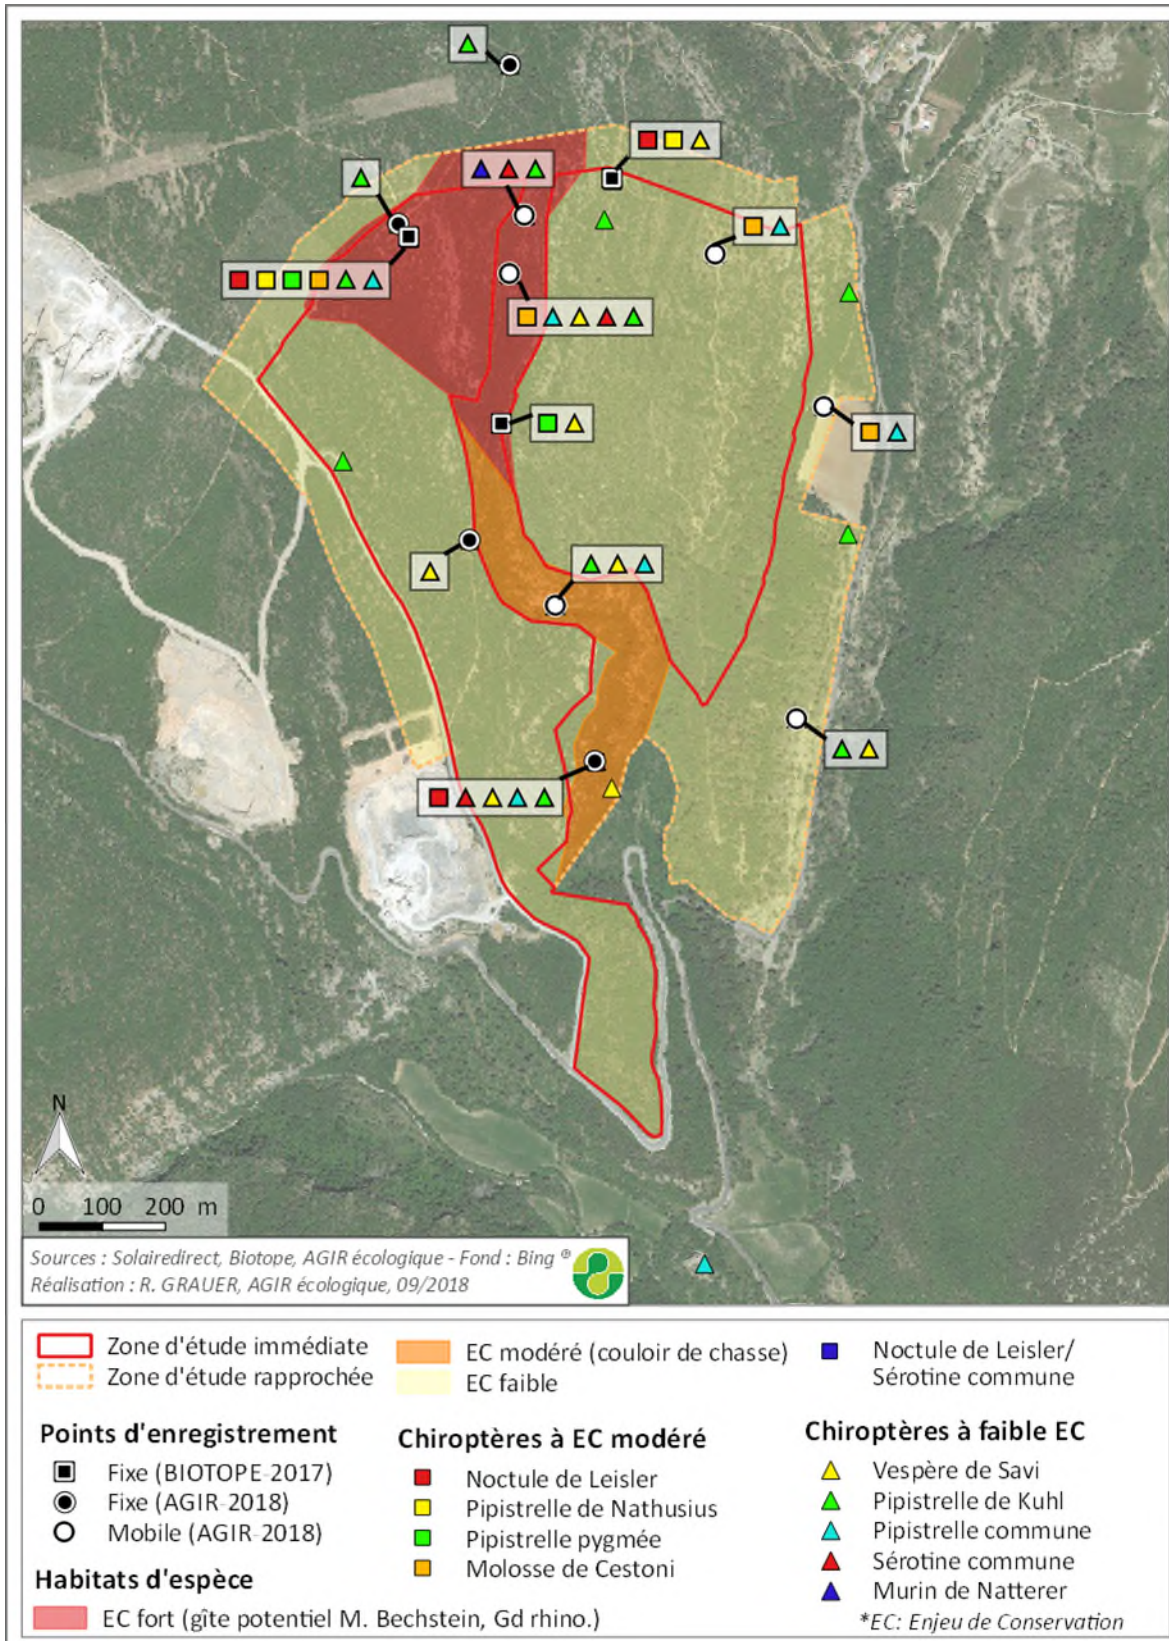 N
0 100 200 m
Sources : Solairedirect, Biotope, AGIR écologique - Fond : Bing ®
Réalisation : R. GRAUER, AGIR écologique, 09/2018
Zone d'étude immédiate
Zone d'étude rapprochée
EC modéré (couloir de chasse)
EC faible
Noctule de Leisler/
Sérotine commune
Points d'enregistrement
Fixe (BIOTOPE-2017)
Fixe (AGIR-2018)
Mobile (AGIR-2018)
Habitats d'espèce
EC fort (gîte potentiel M. Bechstein, Gd rhino.)
Chiroptères à EC modéré
Noctule de Leisler
Pipistrelle de Nathusius
Pipistrelle pygmée
Molosse de Cestoni
Chiroptères à faible EC
Vespère de Savi
Pipistrelle de Kuhl
Pipistrelle commune
Sérotine commune
Murin de Natterer
*EC: Enjeu de Conservation